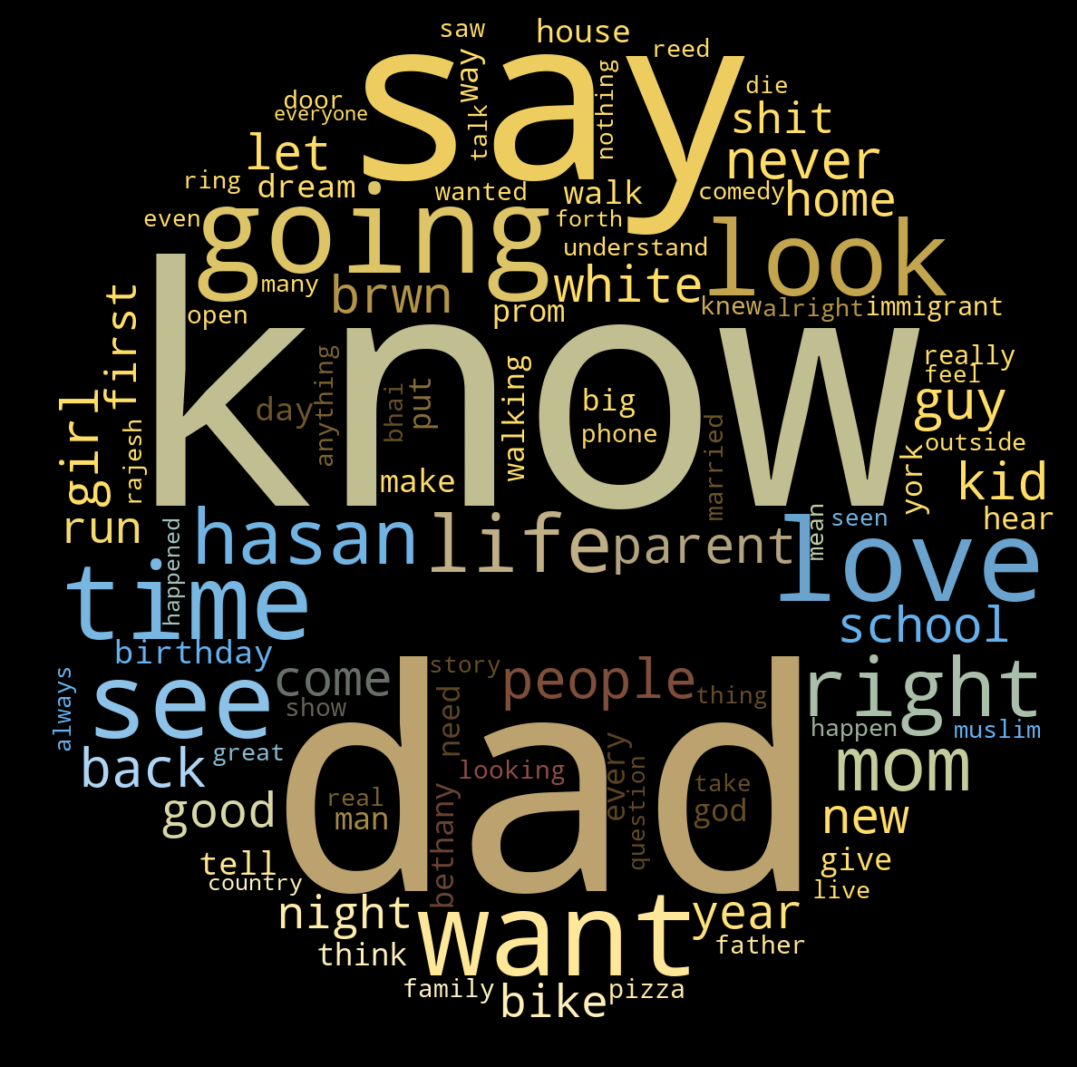 saw
house
reed
say
way
nothing
die
door
everyone
talk
shit
let
never
ring
dream
wanted
walk
comedy
home
even
going
forth
understand
look
many
brwn
white
open
prom
knew
alright
immigrant
first
know
really
feel
girl
rajesh
day
anything
bhai
put
walking
big
phone
make
married
guy
outside
york
kid
hear
run
happened
hasan
life
parent
mean
seen
love
time
school
birthday
always
see
come
show
story
people
thing
right
happen
muslim
back
great
dad
need
looking
every
take
mom
good
real
man
bethany
question
god
new
tell
country
give
live
night
want
year
think
father
family
bike
pizza